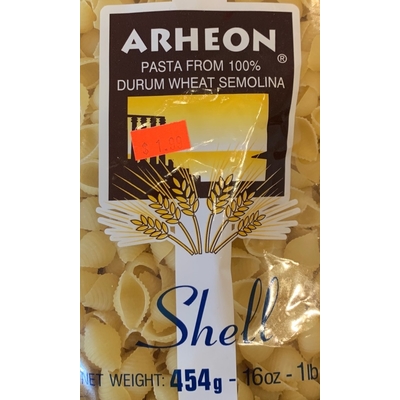 ARHEON®
PASTA FROM 100%
DURUM WHEAT SEMOLINA
Shell
NET WEIGHT: 454g - 16oz - 1lb